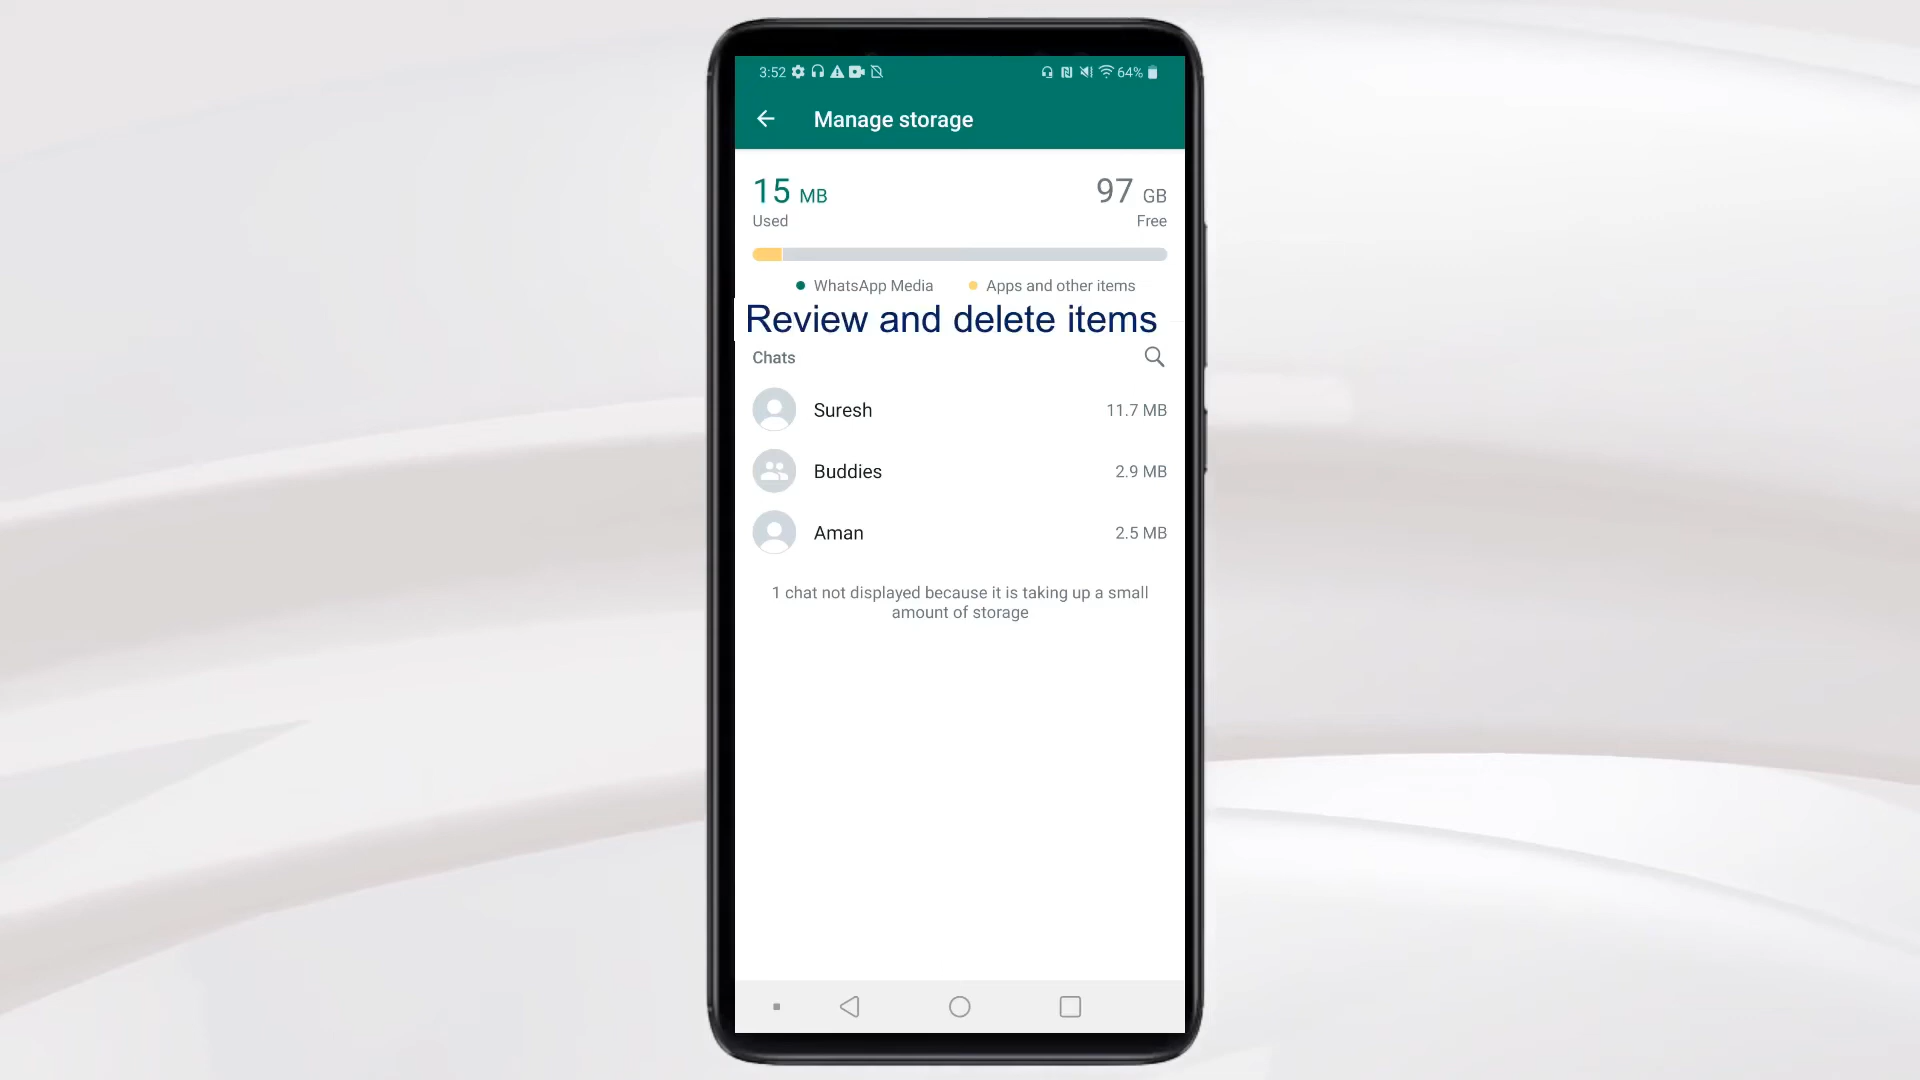 3:52 64%
Manage storage
15 MB 97 GB
Used Free
WhatsApp Media Apps and other items
Review and delete items
Chats
Suresh 11.7 MB
Buddies 2.9 MB
Aman 2.5 MB
1 chat not displayed because it is taking up a small
amount of storage